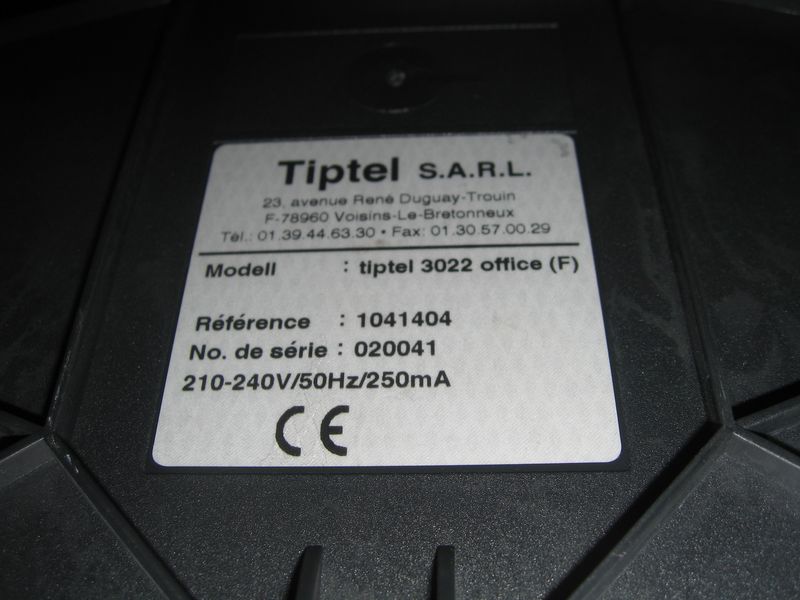 Tiptel S.A.R.L.
23, avenue René Duguay-Trouin
F-78960 Voisins-Le-Bretonneux
Tél.: 01.39.44.63.30 • Fax: 01.30.57.00.29
Modell : tiptel 3022 office (F)
Référence : 1041404
No. de série : 020041
210-240V/50Hz/250mA
CE